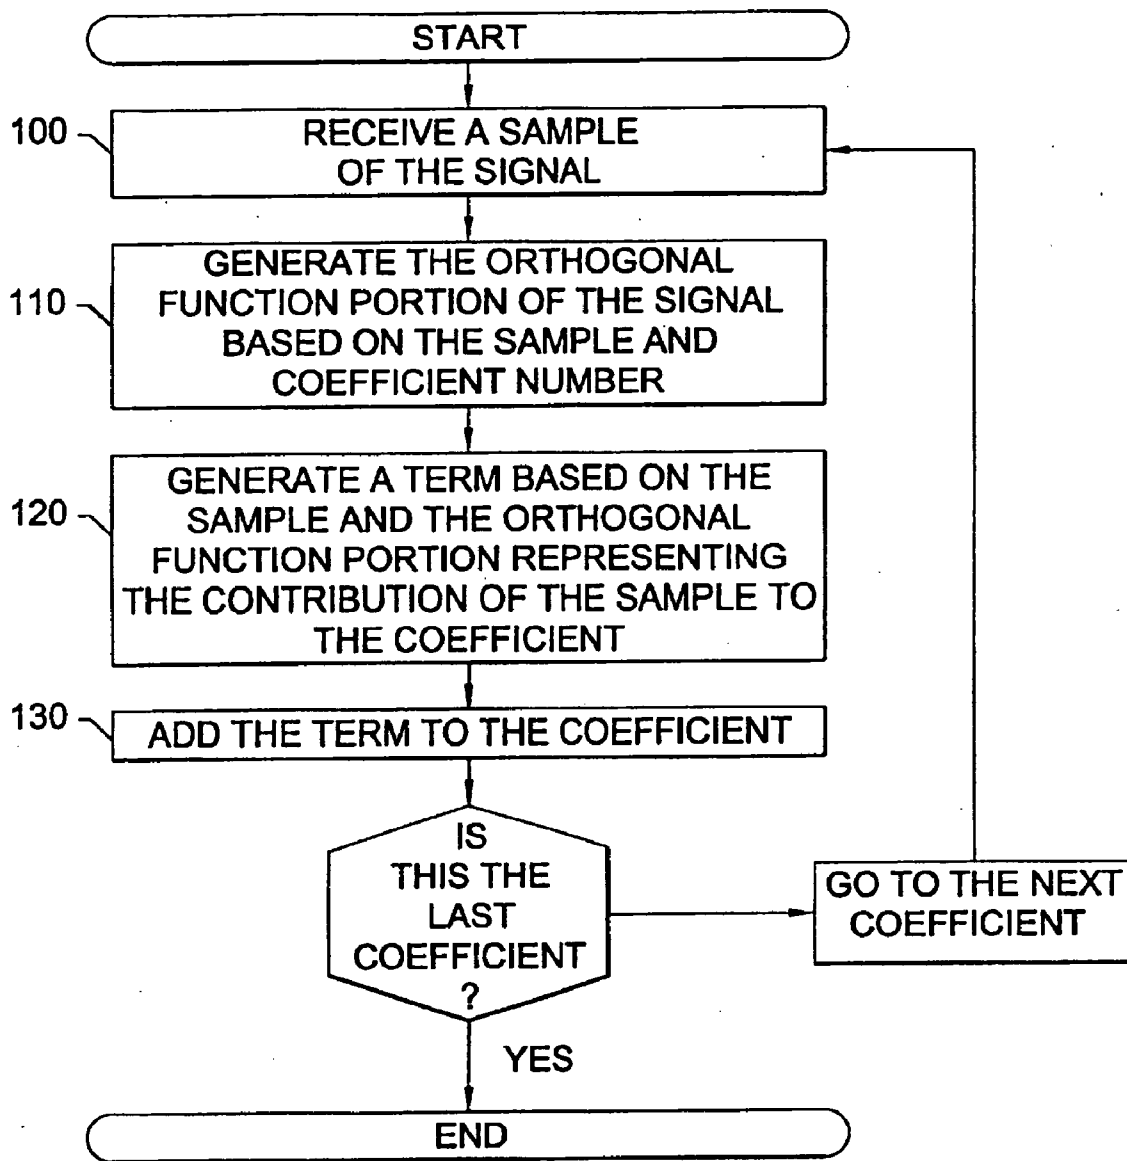 START
100
RECEIVE A SAMPLE
OF THE SIGNAL
110
GENERATE THE ORTHOGONAL
FUNCTION PORTION OF THE SIGNAL
BASED ON THE SAMPLE AND
COEFFICIENT NUMBER
120
GENERATE A TERM BASED ON THE
SAMPLE AND THE ORTHOGONAL
FUNCTION PORTION REPRESENTING
THE CONTRIBUTION OF THE SAMPLE TO
THE COEFFICIENT
130
ADD THE TERM TO THE COEFFICIENT
IS
THIS THE
LAST
COEFFICIENT
?
GO TO THE NEXT
COEFFICIENT
YES
END